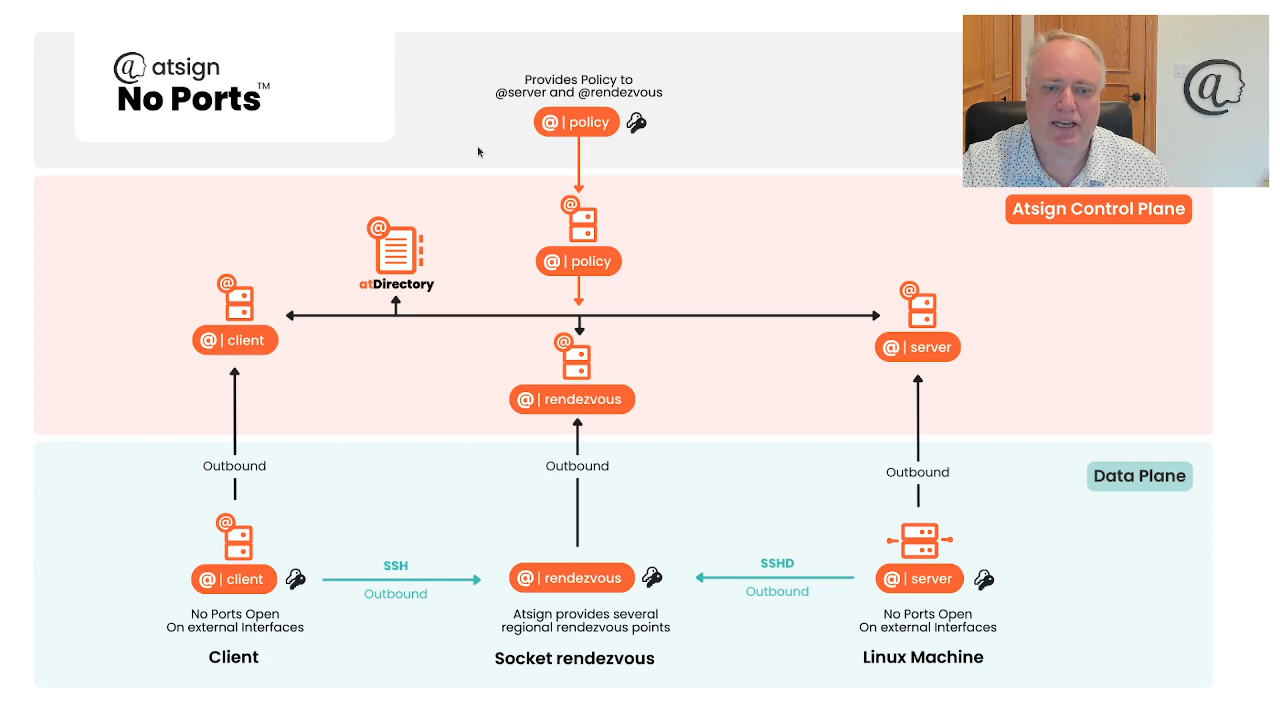 @ atsign
No Ports™
Provides Policy to
@server and @rendezvous
@ | policy
Atsign Control Plane
@
@ | policy
@
atDirectory
@
@ | client
@
@ | server
@
@ | rendezvous
Outbound
Outbound
Outbound
Data Plane
@
@ | client
SSH
Outbound
@ | rendezvous
SSHD
Outbound
@ | server
No Ports Open
On external Interfaces
Atsign provides several
regional rendezvous points
No Ports Open
On external Interfaces
Client
Socket rendezvous
Linux Machine
@